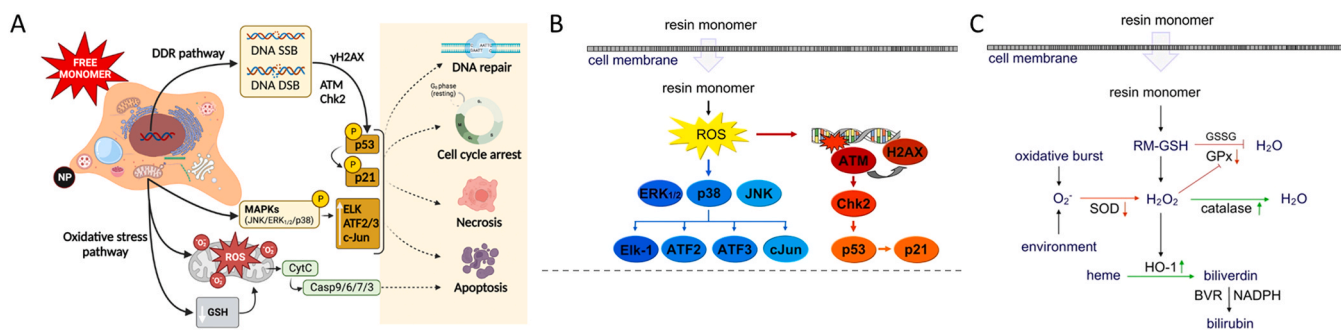 A
FREE
MONOMER
DDR pathway
DNA SSB
DNA DSB
γH2AX
ATM
Chk2
P
p53
P
p21
NP
MAPKs
(JNK/ERK1/2/p38)
P
ELK
ATF2/3
c-Jun
Oxidative stress
pathway
ROS
·O₂⁻
·O₂⁻
·O₂⁻
GSH
CytC
Casp9/6/7/3
DNA repair
G₀ phase
(resting)
Cell cycle arrest
Necrosis
Apoptosis
B
resin monomer
cell membrane
resin monomer
ROS
ATM
H2AX
ERK1/2
p38
JNK
Chk2
Elk-1
ATF2
ATF3
cJun
p53
p21
C
resin monomer
cell membrane
resin monomer
RM-GSH
GSSG
GPx
H₂O
oxidative burst
O₂⁻
SOD
H₂O₂
catalase
H₂O
environment
heme
HO-1
biliverdin
BVR
NADPH
bilirubin